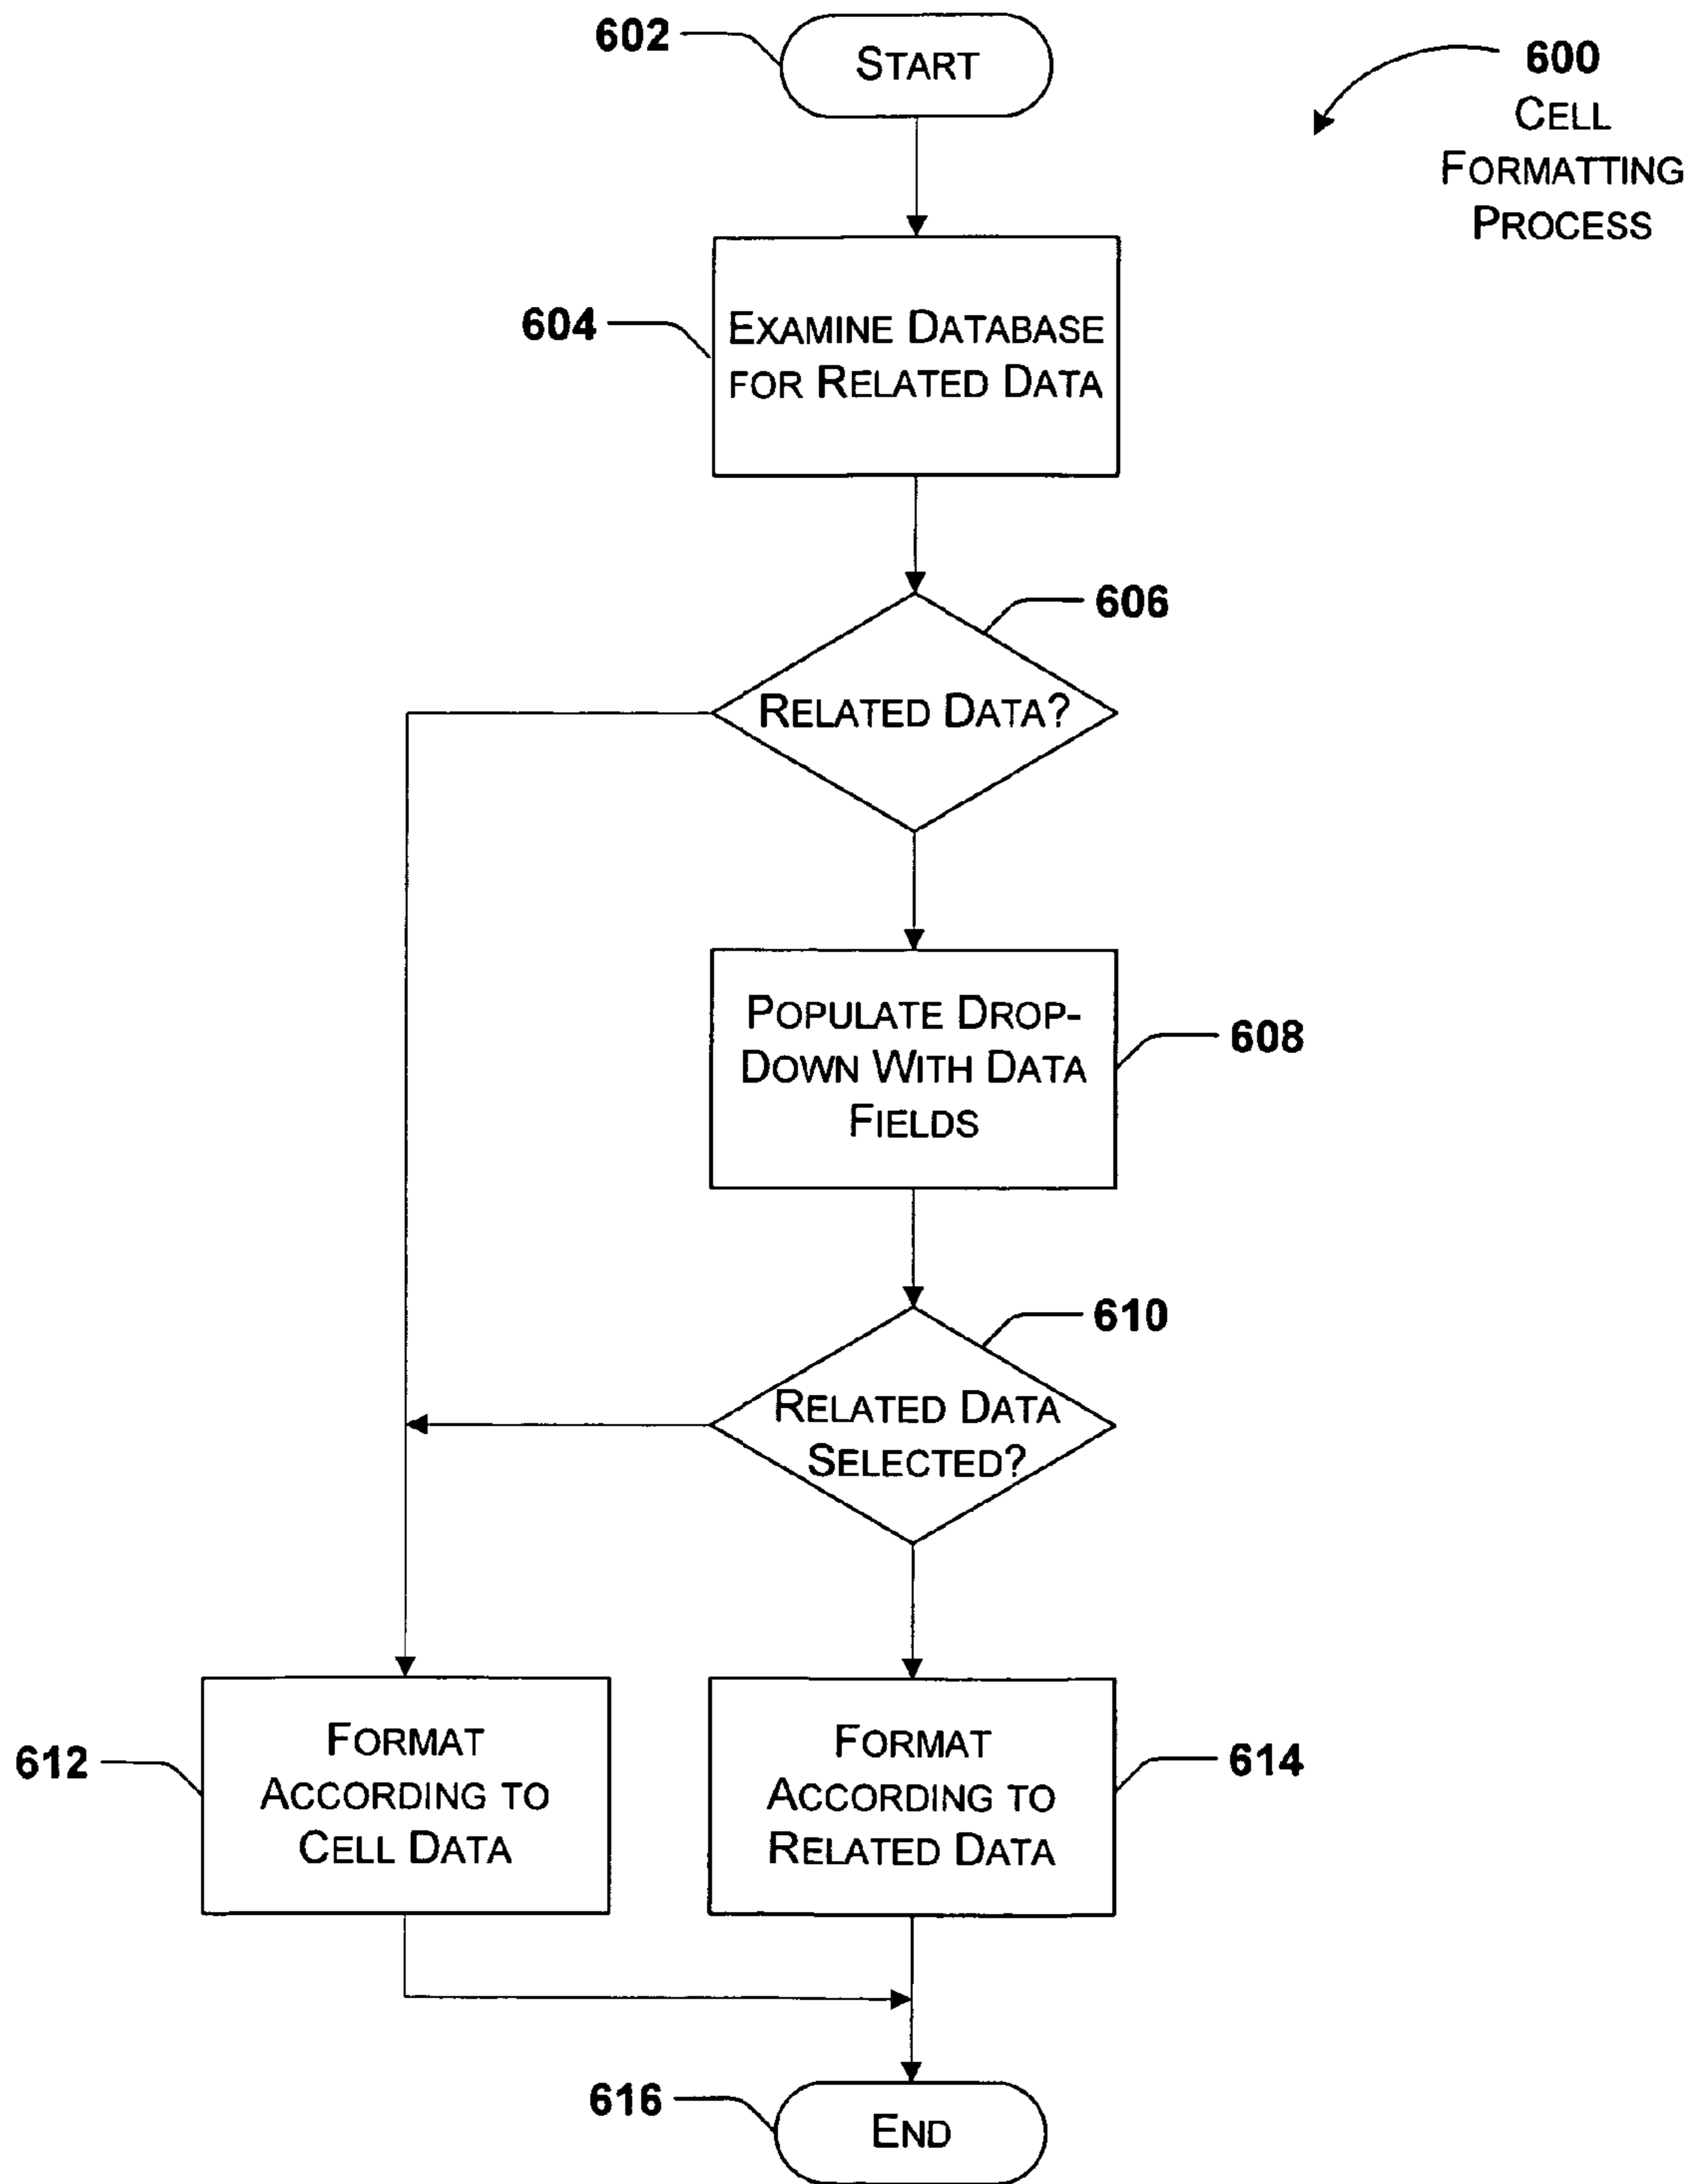 602
START
600
CELL
FORMATTING
PROCESS
604
EXAMINE DATABASE
FOR RELATED DATA
606
RELATED DATA?
POPULATE DROP-
DOWN WITH DATA
FIELDS
608
610
RELATED DATA
SELECTED?
612
FORMAT
ACCORDING TO
CELL DATA
FORMAT
ACCORDING TO
RELATED DATA
614
616
END